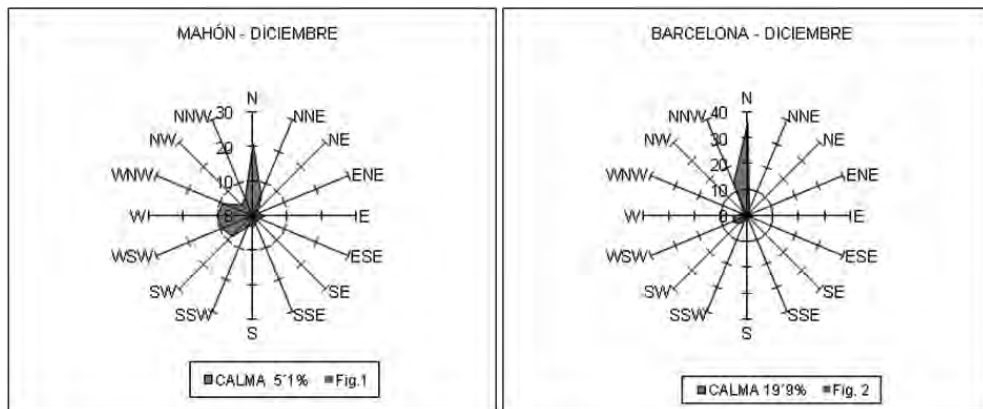 MAHÓN - DICIEMBRE
N
NNW
30
NNE
NW
20
NE
WNW
10
ENE
W
0
E
WSW
ESE
SW
SE
SSW
SSE
S
CALMA 5´1% Fig.1
BARCELONA - DICIEMBRE
N
NNW
40
NNE
NW
30
NE
20
WNW
10
ENE
W
0
E
WSW
ESE
SW
SE
SSW
SSE
S
CALMA 19´9% Fig. 2